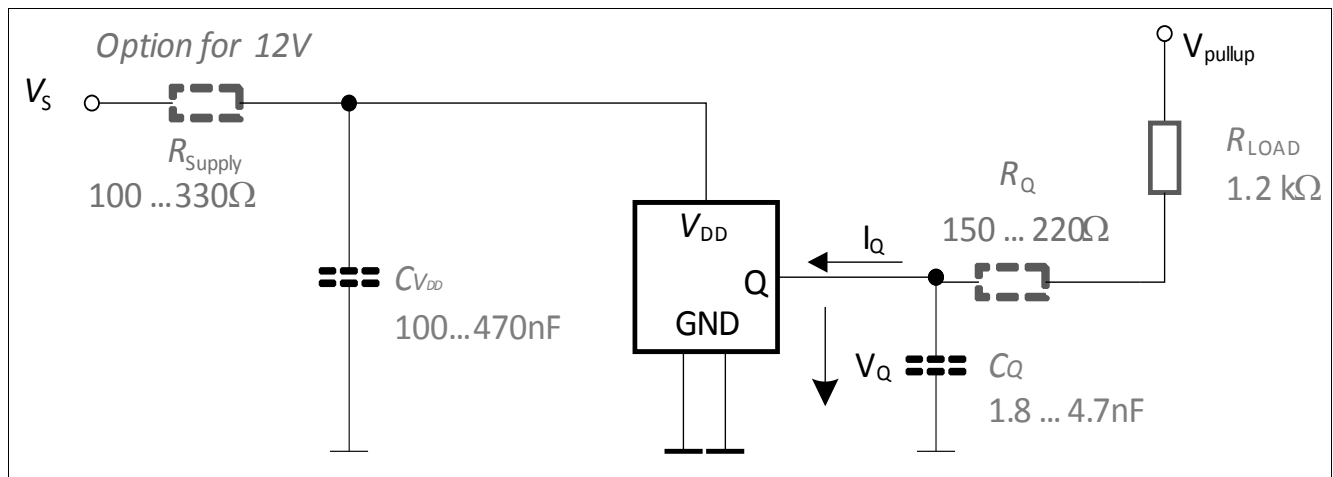 Option for 12V
V_S
R_Supply
100 ... 330Ω
C_V_DD
100...470nF
V_DD
Q
GND
I_Q
V_Q
C_Q
1.8 ... 4.7nF
R_Q
150 ... 220Ω
V_pullup
R_LOAD
1.2 kΩ